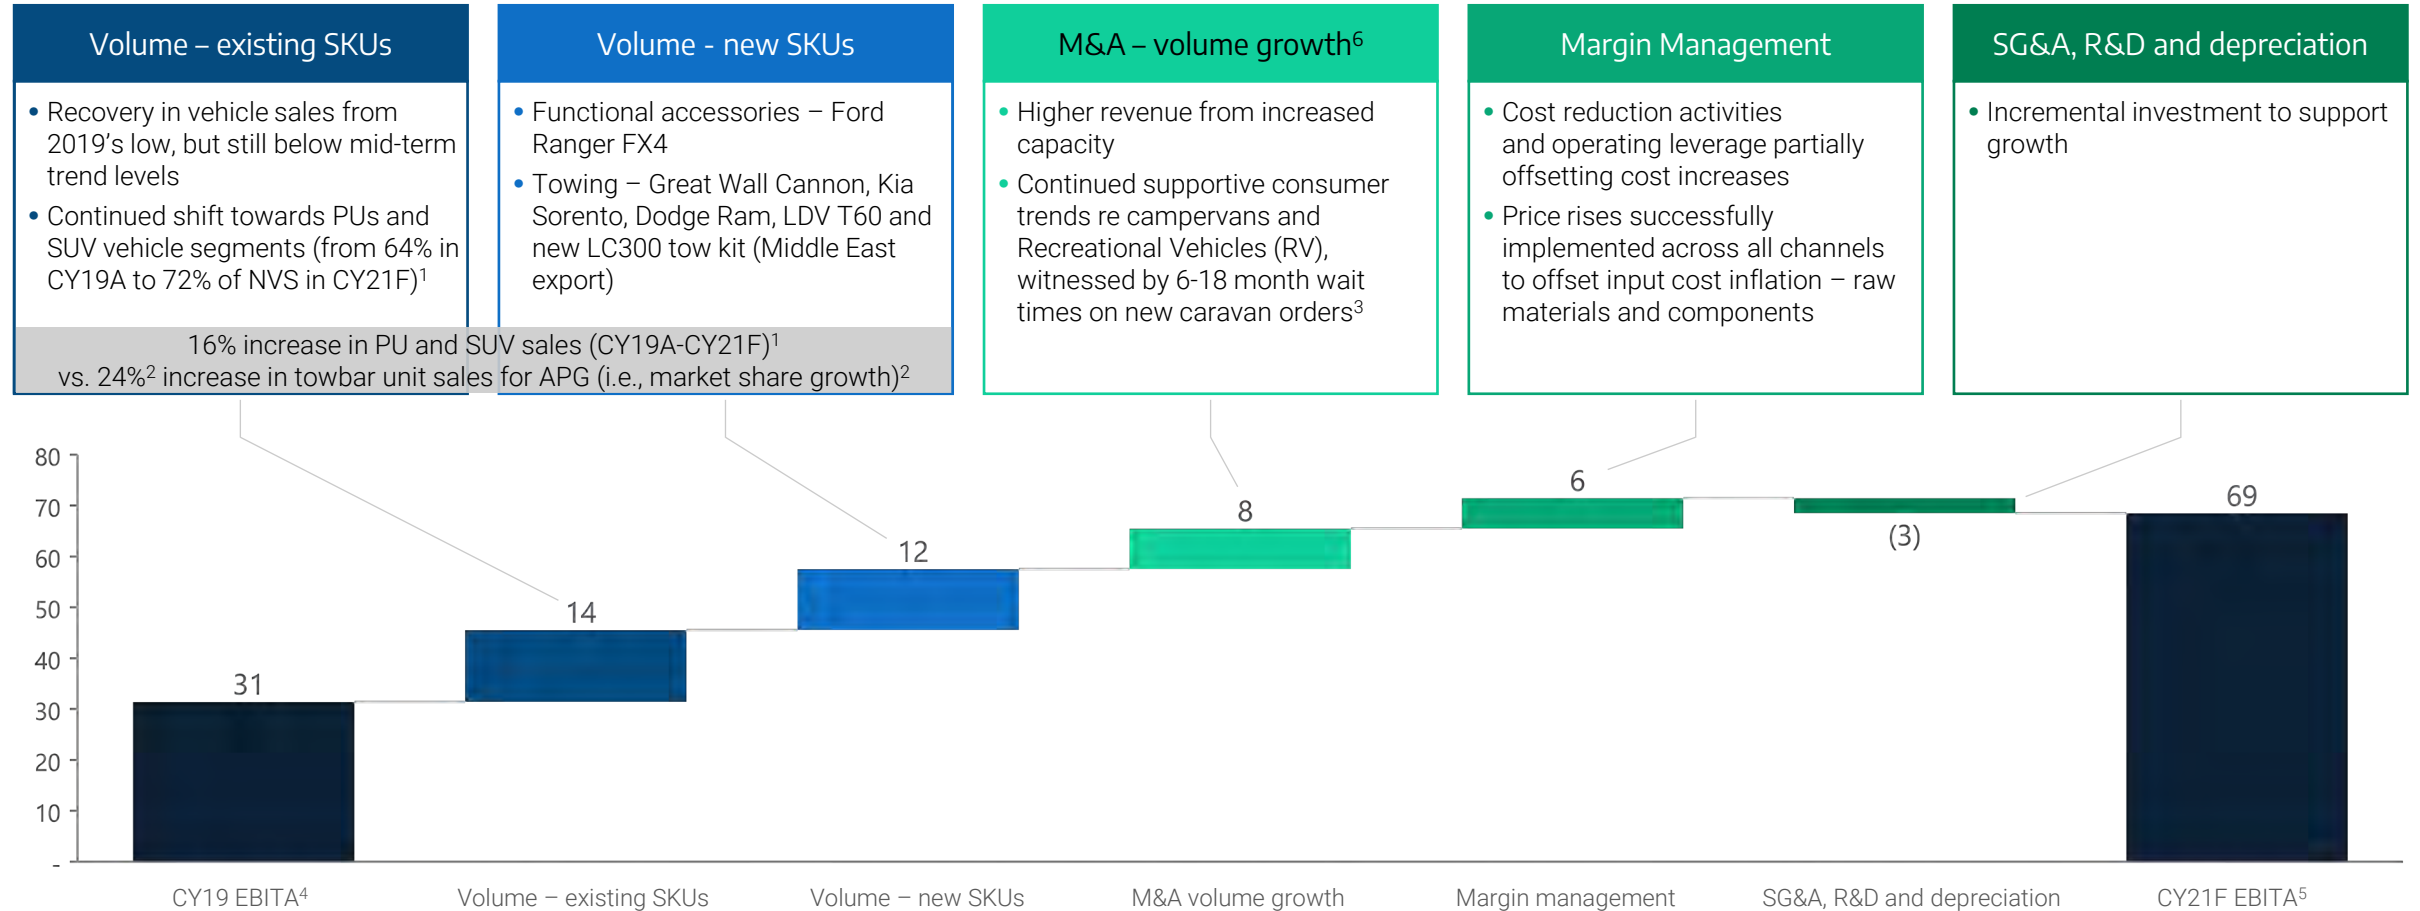 Volume – existing SKUs
• Recovery in vehicle sales from
2019's low, but still below mid-term
trend levels
• Continued shift towards PUs and
SUV vehicle segments (from 64% in
CY19A to 72% of NVS in CY21F)¹
Volume - new SKUs
• Functional accessories – Ford
Ranger FX4
• Towing – Great Wall Cannon, Kia
Sorento, Dodge Ram, LDV T60 and
new LC300 tow kit (Middle East
export)
16% increase in PU and SUV sales (CY19A-CY21F)¹
vs. 24%² increase in towbar unit sales for APG (i.e., market share growth)²
M&A – volume growth⁶
• Higher revenue from increased
capacity
• Continued supportive consumer
trends re campervans and
Recreational Vehicles (RV),
witnessed by 6-18 month wait
times on new caravan orders³
Margin Management
• Cost reduction activities
and operating leverage partially
offsetting cost increases
• Price rises successfully
implemented across all channels
to offset input cost inflation – raw
materials and components
SG&A, R&D and depreciation
• Incremental investment to support
growth
80
70
60
50
40
30
20
10
-
31
14
12
8
6
(3)
69
CY19 EBITA⁴
Volume – existing SKUs
Volume – new SKUs
M&A volume growth
Margin management
SG&A, R&D and depreciation
CY21F EBITA⁵